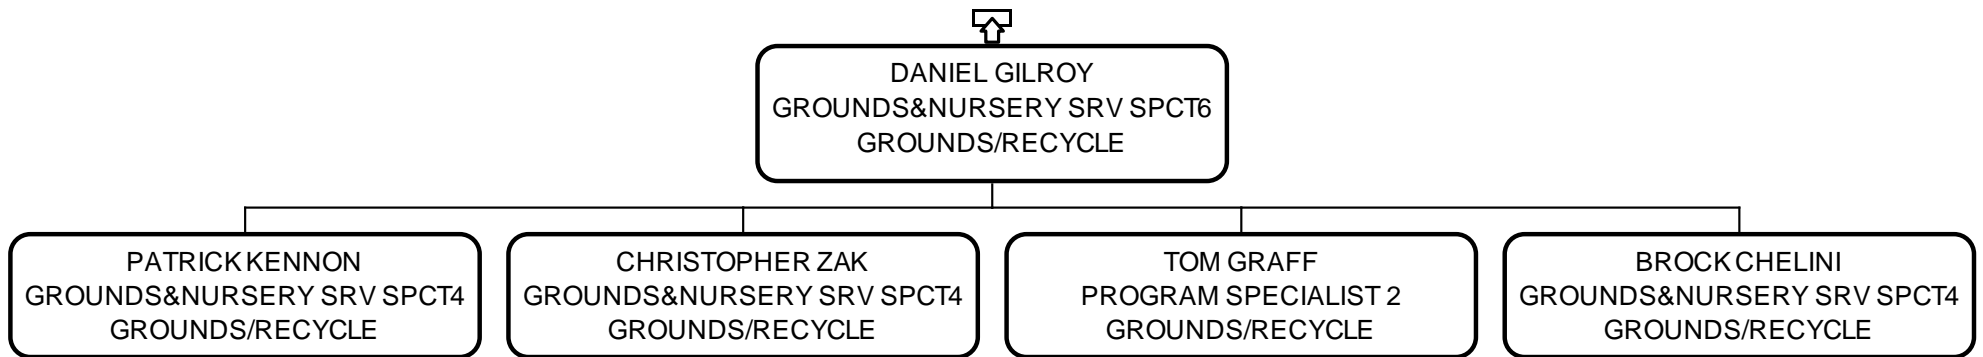 DANIEL GILROY
GROUNDS&NURSERY SRV SPCT6
GROUNDS/RECYCLE
PATRICK KENNON
GROUNDS&NURSERY SRV SPCT4
GROUNDS/RECYCLE
CHRISTOPHER ZAK
GROUNDS&NURSERY SRV SPCT4
GROUNDS/RECYCLE
TOM GRAFF
PROGRAM SPECIALIST 2
GROUNDS/RECYCLE
BROCK CHELINI
GROUNDS&NURSERY SRV SPCT4
GROUNDS/RECYCLE